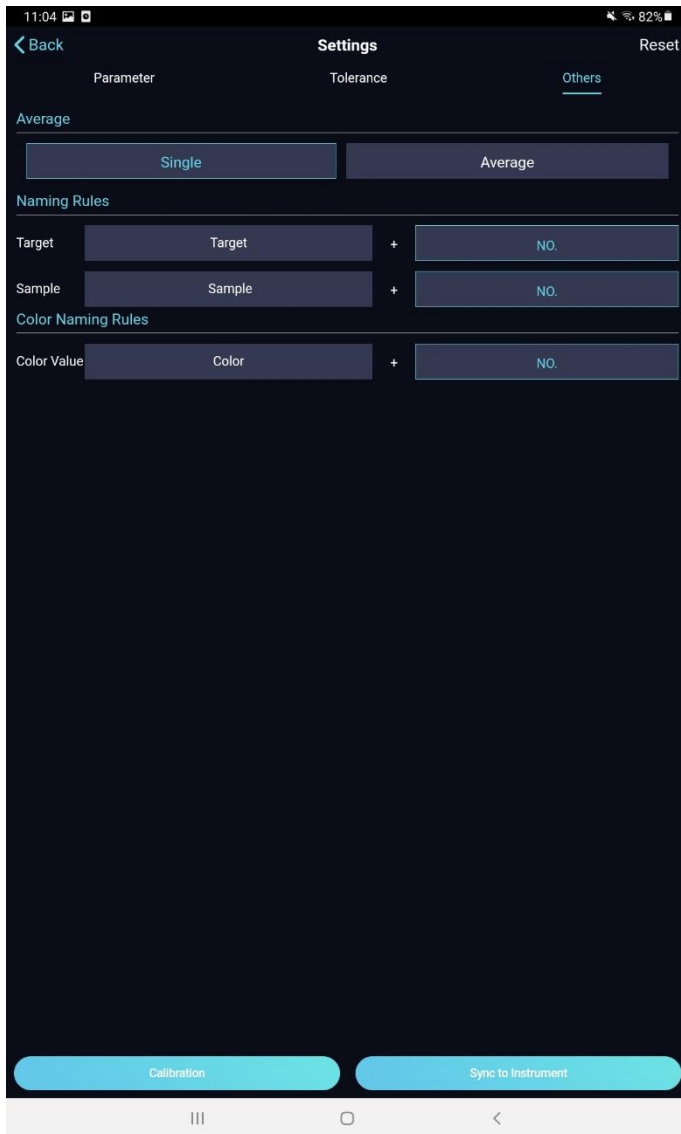 11:04 82%
Back Settings Reset
Parameter Tolerance Others
Average
Single Average
Naming Rules
Target Target + NO.
Sample Sample + NO.
Color Naming Rules
Color Value Color + NO.
Calibration Sync to Instrument